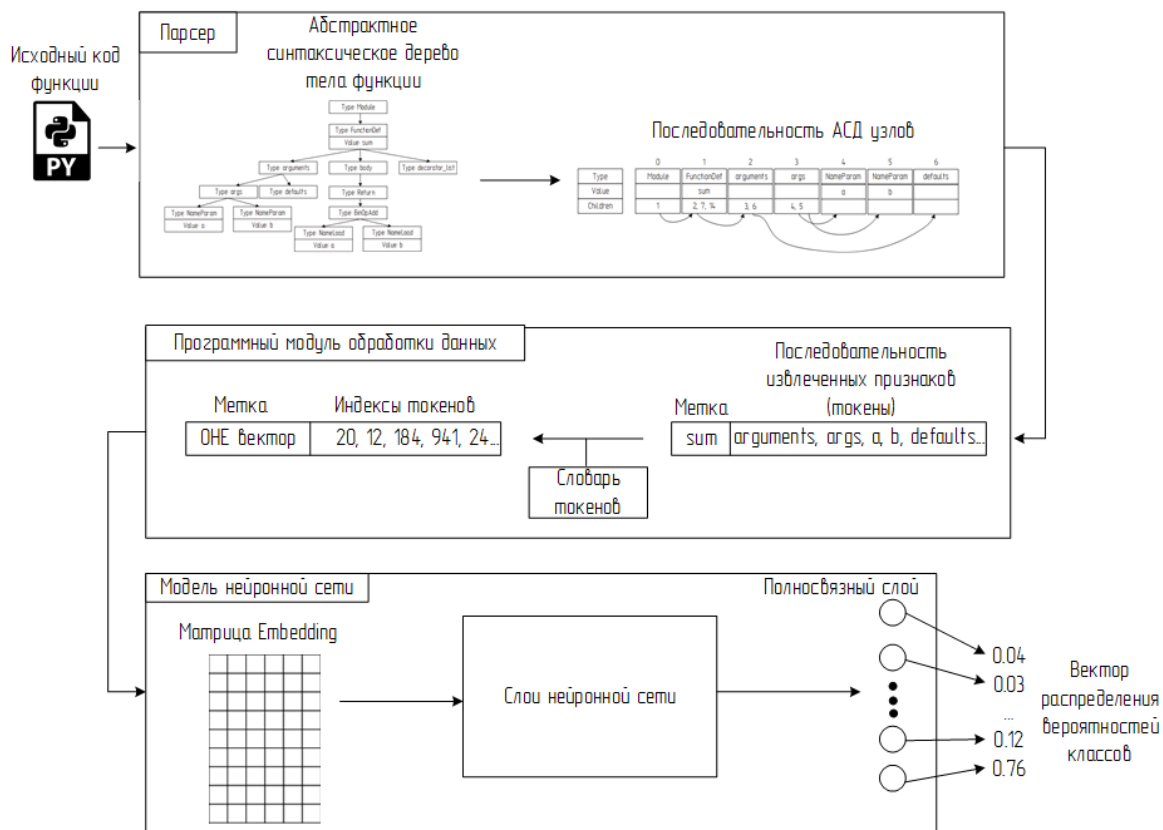 Парсер
Исходный код
функции
PY
Абстрактное
синтаксическое дерево
тела функции
Type Module
Type FunctionDef
Value sum
Type arguments
Type body
Type decorator_list
Type args
Type defaults
Type Return
Type NameParam
Value a
Type NameParam
Value b
Type BinOpAdd
Type NameLoad
Value a
Type NameLoad
Value b
Последовательность АСД узлов
0 1 2 3 4 5 6
Type Module FunctionDef arguments args NameParam NameParam defaults
Value sum a b
Children 1 2, 7, 14 3, 6 4, 5
Программный модуль обработки данных
Последовательность
извлеченных признаков
(токены)
Метка
sum arguments, args, a, b, defaults...
Метка Индексы токенов
OHE вектор 20, 12, 184, 941, 24...
Словарь
токенов
Модель нейронной сети
Матрица Embedding
Слои нейронной сети
Полносвязный слой
0.04
0.03
...
0.12
0.76
Вектор
распределения
вероятностей
классов